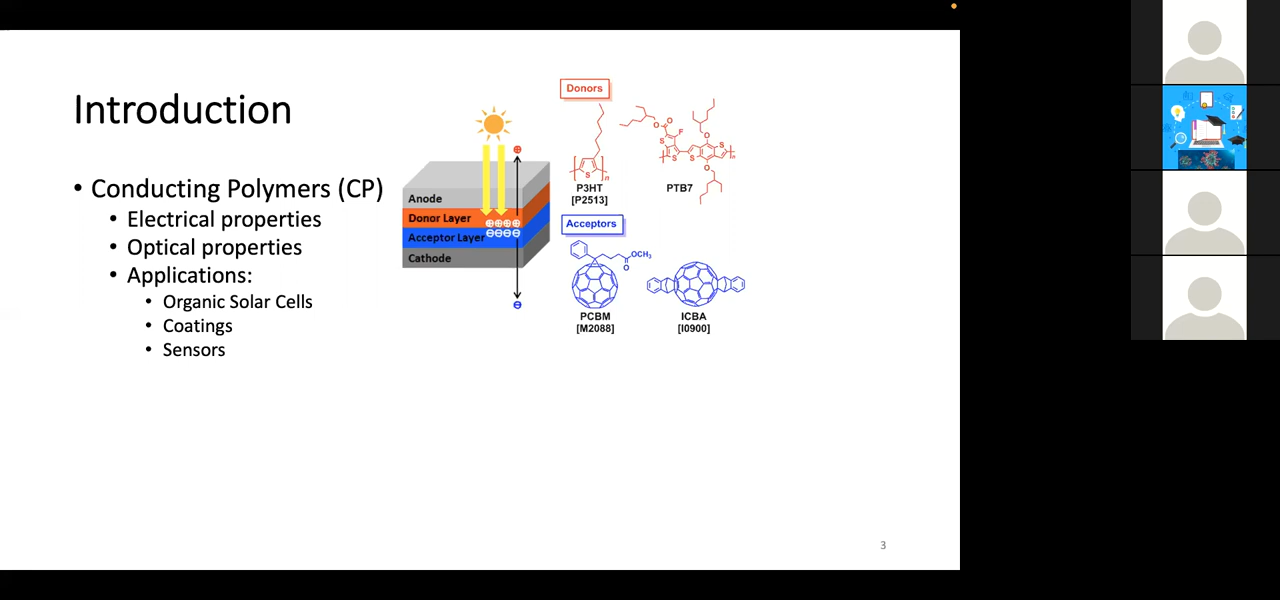 Introduction
• Conducting Polymers (CP)
• Electrical properties
• Optical properties
• Applications:
• Organic Solar Cells
• Coatings
• Sensors
Anode
Donor Layer
Acceptor Layer
Cathode
Donors
S
n
P3HT
[P2513]
O
O
F
S
S
S
S
O
O
n
PTB7
Acceptors
OCH3
O
PCBM
[M2088]
ICBA
[I0900]
3